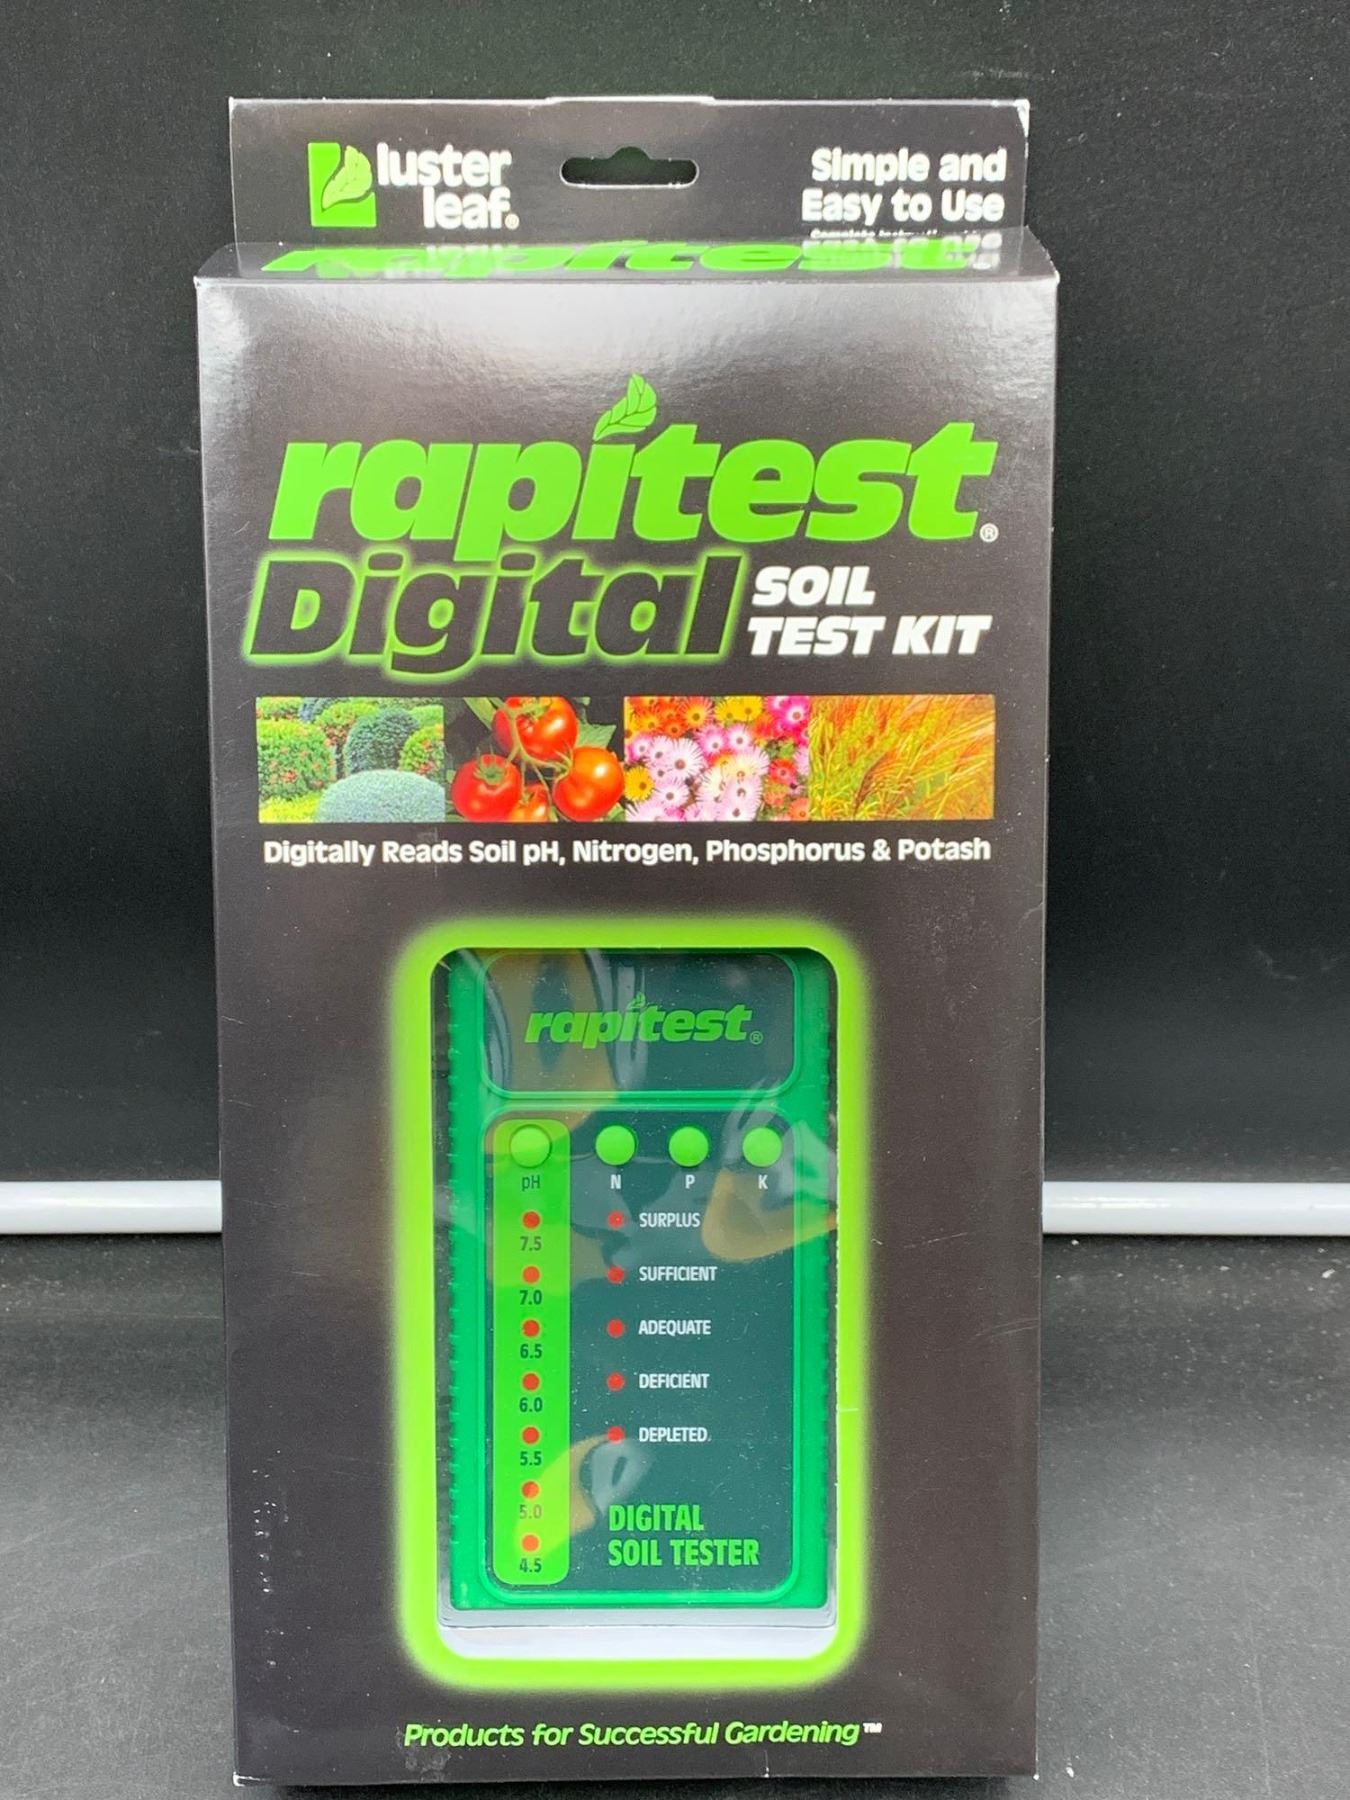 luster
leaf®
Simple and
Easy to Use
rapitest
rapitest®
Digital SOIL
TEST KIT
Digitally Reads Soil pH, Nitrogen, Phosphorus & Potash
rapitest®
pH N P K
7.5 SURPLUS
7.0 SUFFICIENT
6.5 ADEQUATE
6.0 DEFICIENT
5.5 DEPLETED
5.0
4.5
DIGITAL
SOIL TESTER
Products for Successful Gardening™